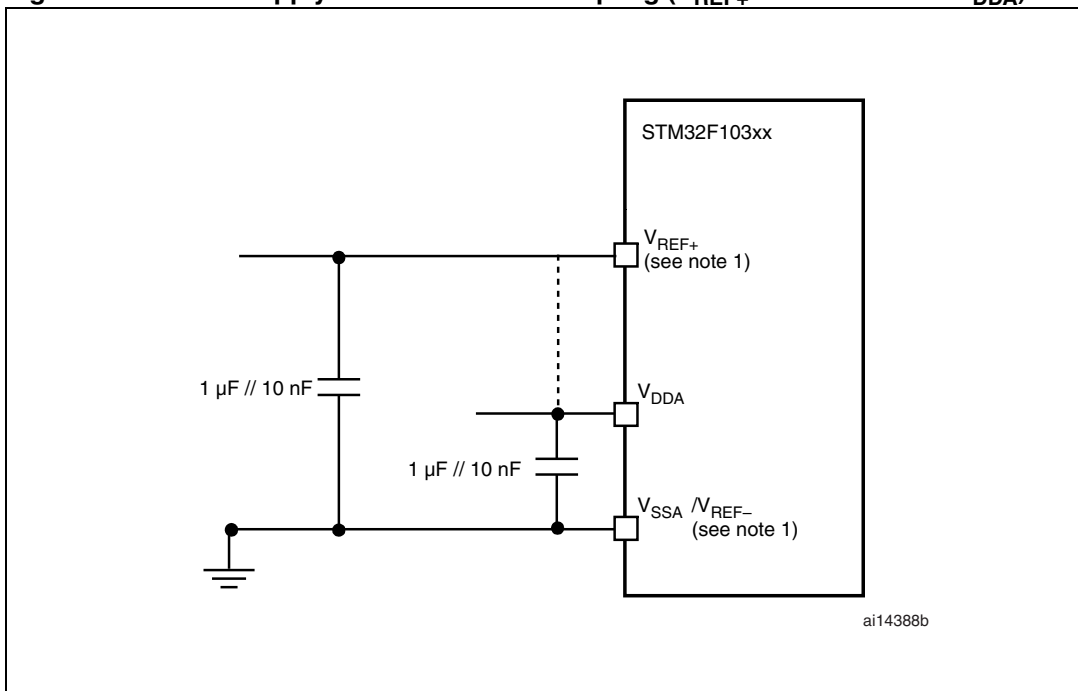 STM32F103xx
VREF+
(see note 1)
1 µF // 10 nF
VDDA
1 µF // 10 nF
VSSA /VREF–
(see note 1)
ai14388b